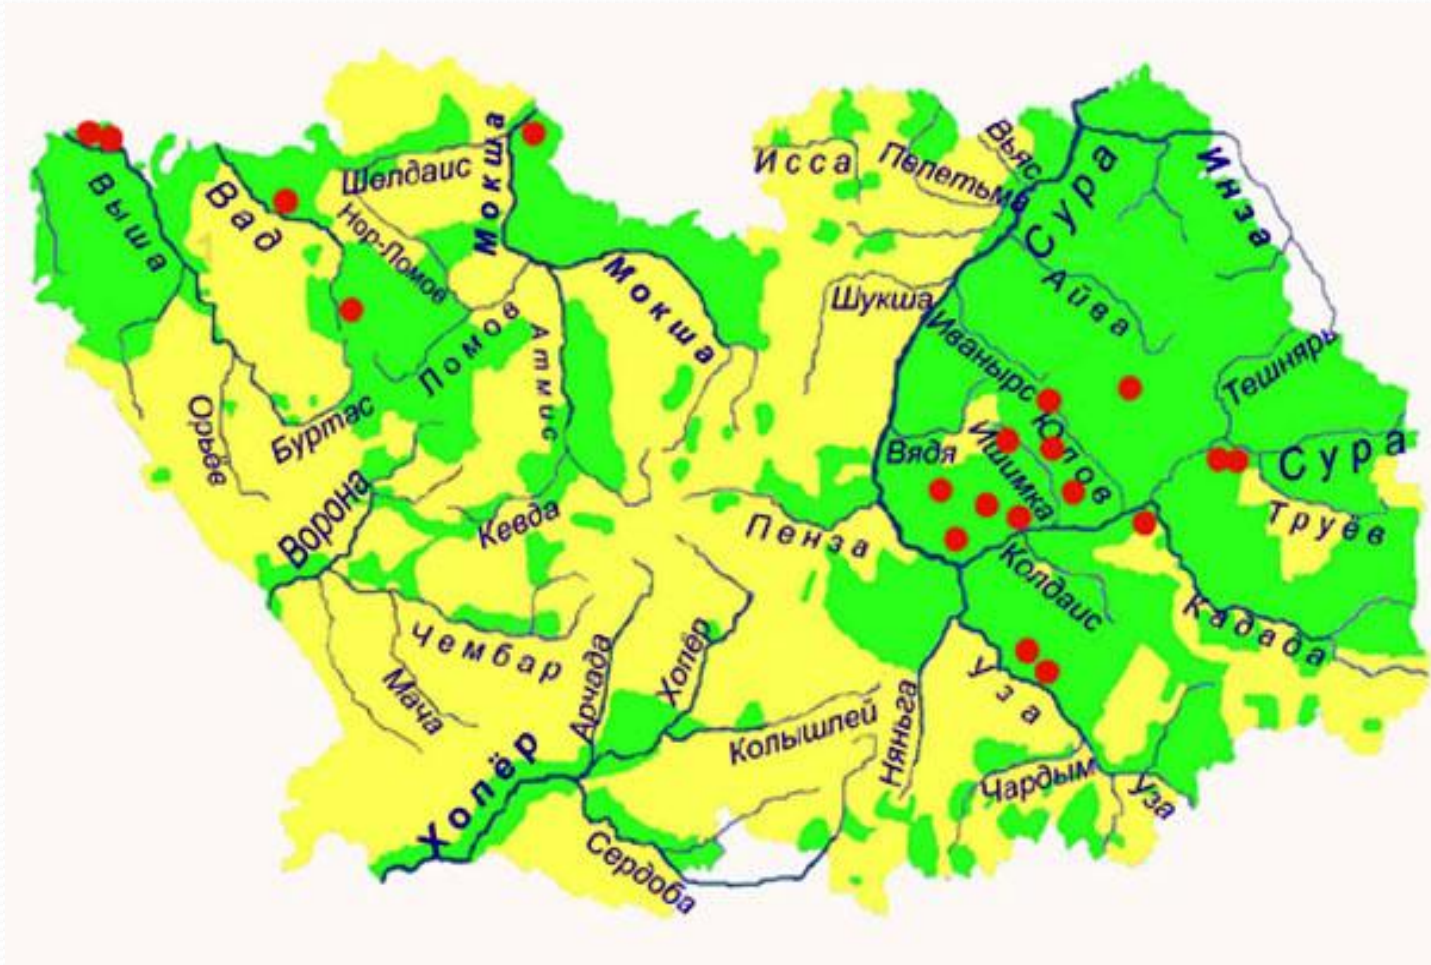 Выша
Вад
Шелдаис
Нор-Ломов
Мокша
Мокша
Ломов
Атмис
Орьёв
Буртас
Ворона
Кевда
Чембар
Мача
Арчада
Хопёр
Хопёр
Сердоба
Колышлей
Няньга
Пенза
Исса
Пелетьма
Вьяс
Сура
Инза
Айва
Шукша
Иванырс
Юлов
Ишимка
Вядя
Тешнярь
Сура
Труёв
Колдаис
Кадада
Уза
Чардым
Уза